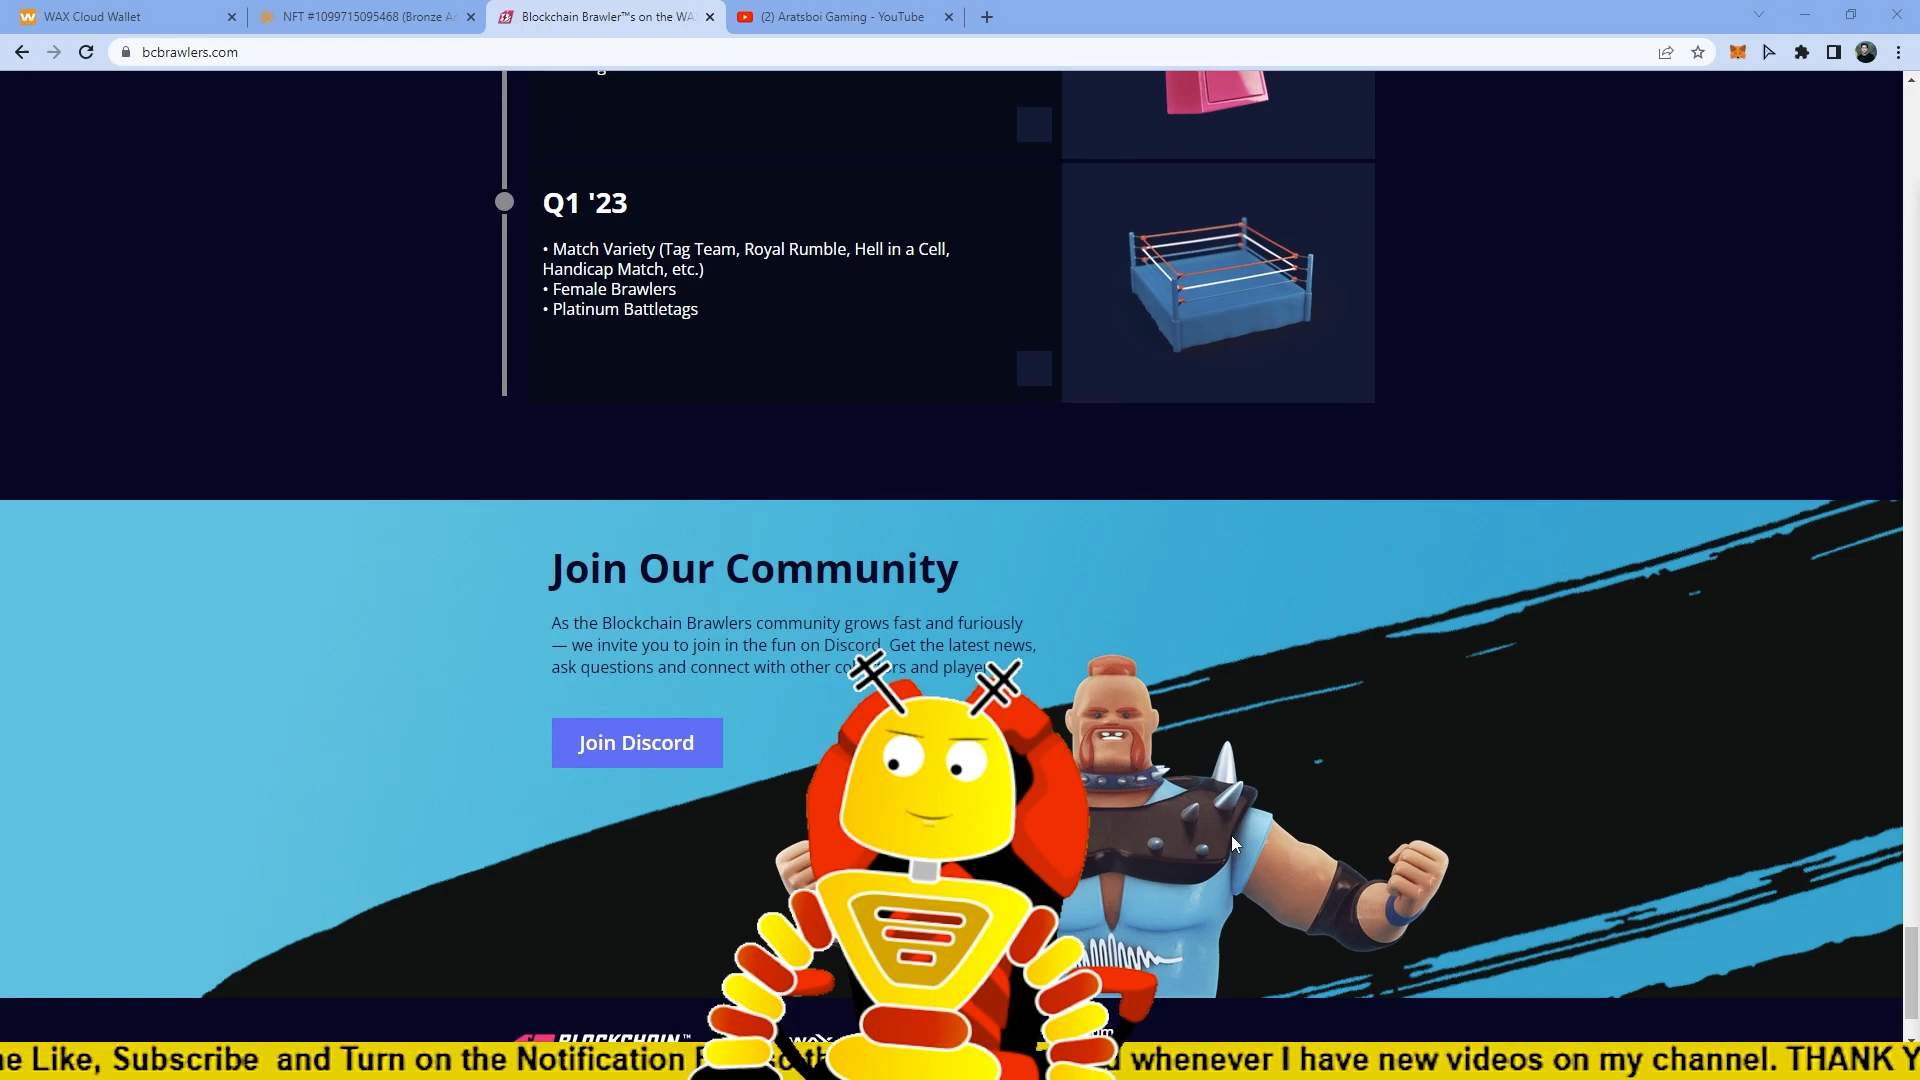 WAX Cloud Wallet
NFT #1099715095468 (Bronze As
Blockchain Brawler™s on the WA
(2) Aratsboi Gaming - YouTube
bcbrawlers.com
Q1 '23
• Match Variety (Tag Team, Royal Rumble, Hell in a Cell,
Handicap Match, etc.)
• Female Brawlers
• Platinum Battletags
Join Our Community
As the Blockchain Brawlers community grows fast and furiously
— we invite you to join in the fun on Discord. Get the latest news,
ask questions and connect with other col rs and playe
Join Discord
BLOCKCHAIN™
he Like, Subscribe and Turn on the Notification whenever I have new videos on my channel. THANK Y